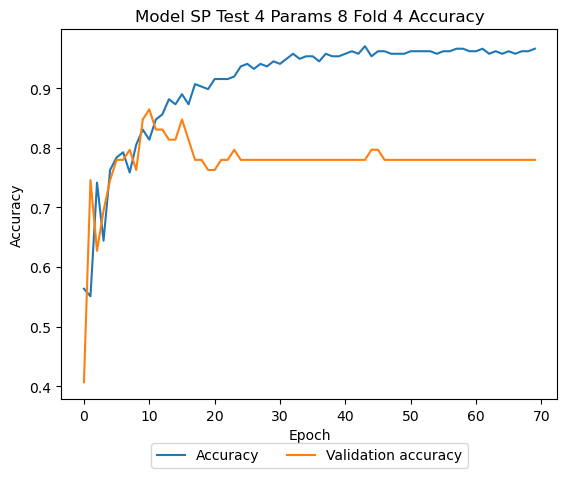 Model SP Test 4 Params 8 Fold 4 Accuracy
Accuracy
0.9
0.8
0.7
0.6
0.5
0.4
0 10 20 30 40 50 60 70
Epoch
Accuracy Validation accuracy